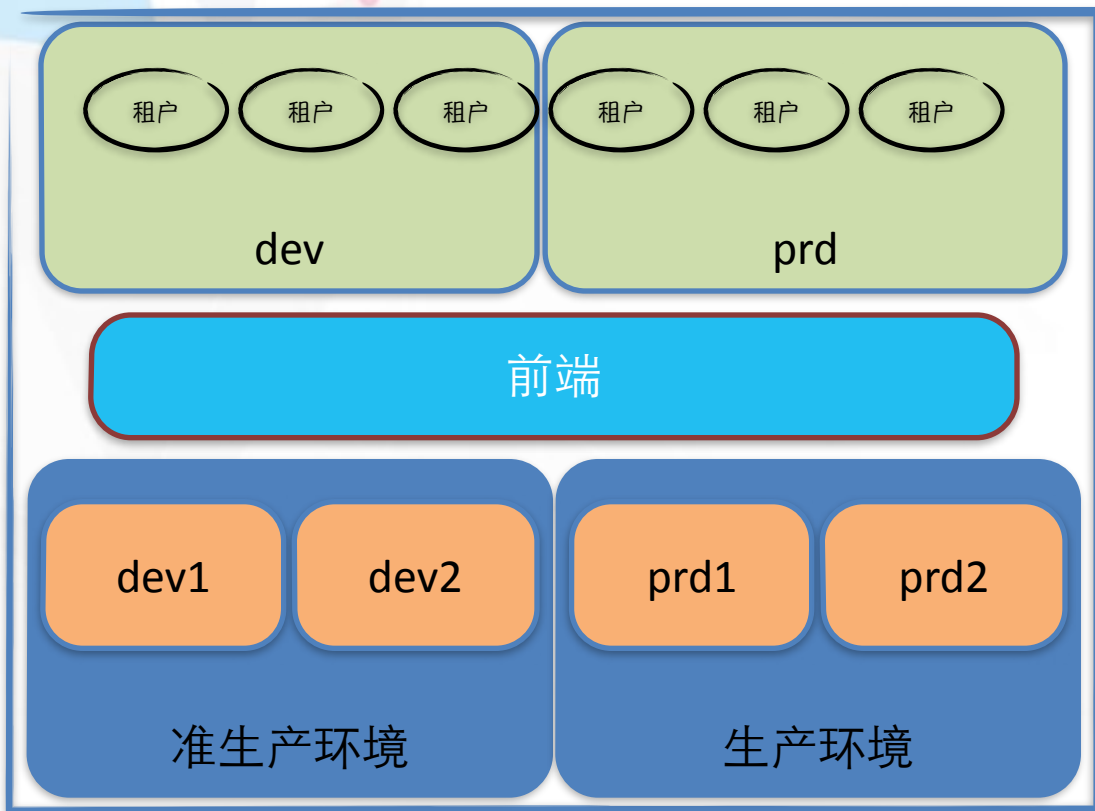 租户 租户 租户 租户 租户 租户
dev prd
前端
dev1 dev2 prd1 prd2
准生产环境 生产环境